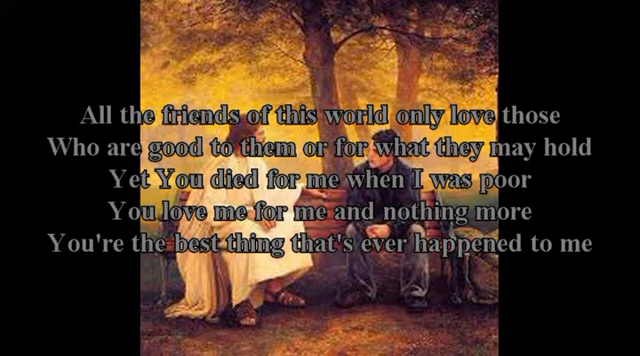 All the friends of this world only love those
Who are good to them or for what they may hold
Yet You died for me when I was poor
You love me for me and nothing more
You're the best thing that's ever happened to me